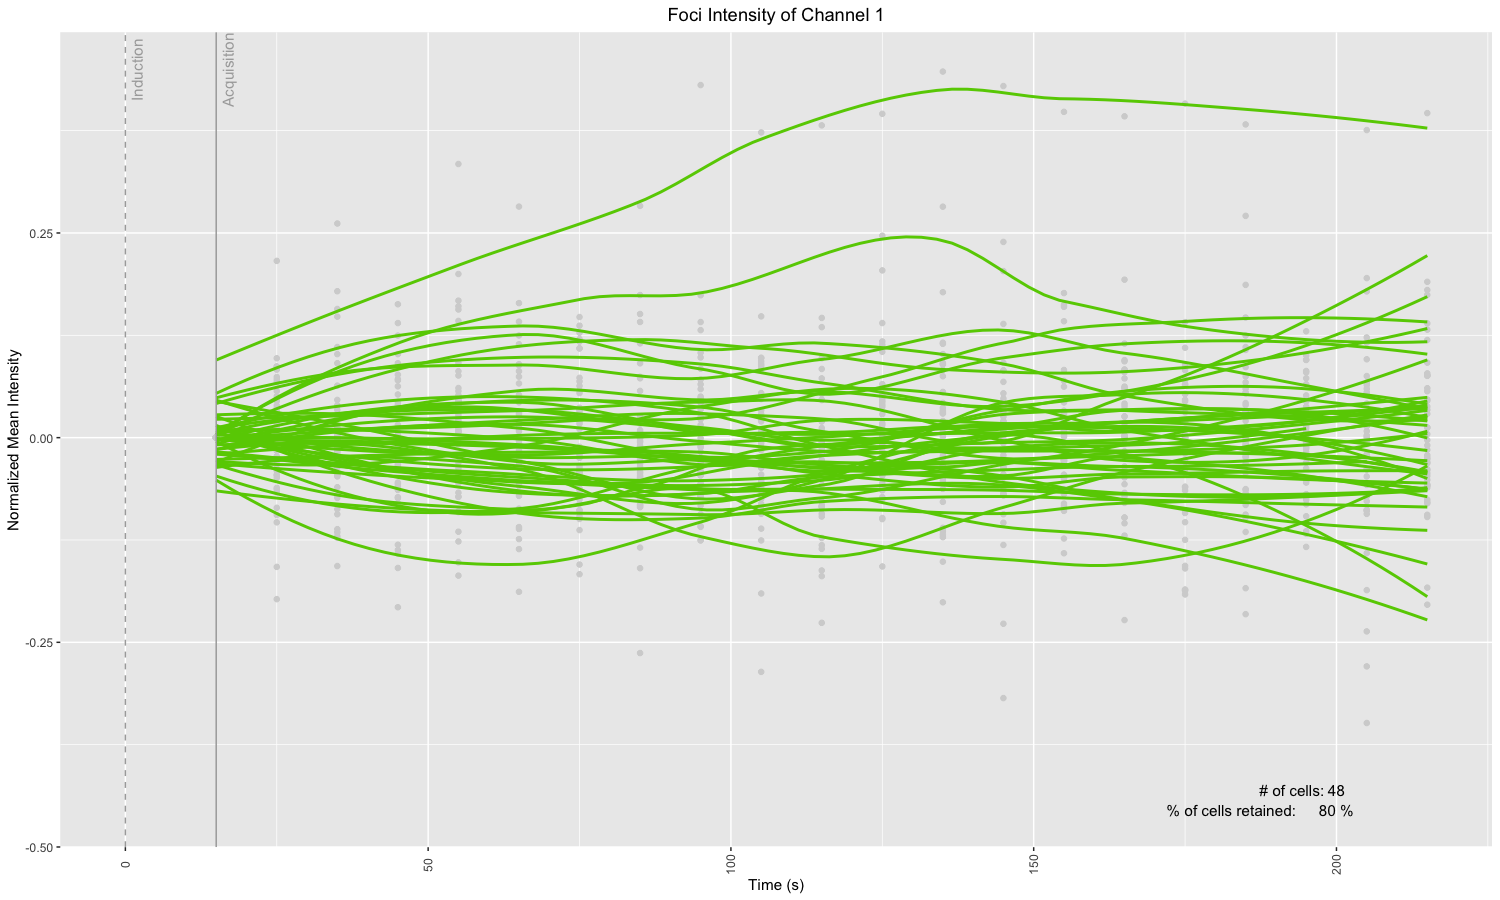 Foci Intensity of Channel 1
Induction
Acquisition
Normalized Mean Intensity
0.25
0.00
-0.25
-0.50
# of cells: 48
% of cells retained: 80 %
0
50
100
150
200
Time (s)